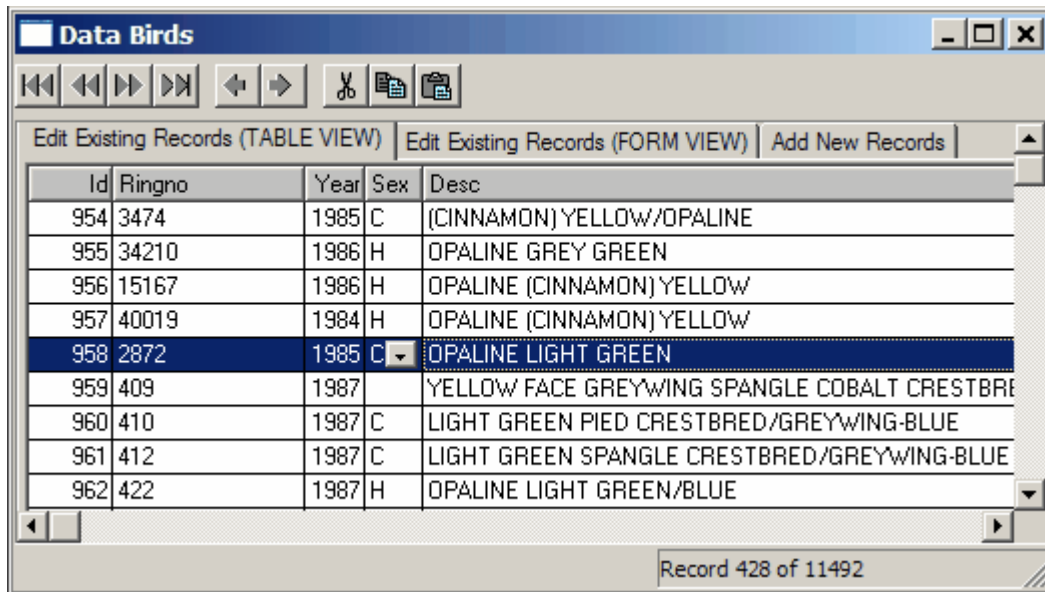 Data Birds
Edit Existing Records (TABLE VIEW) Edit Existing Records (FORM VIEW) Add New Records
Id Ringno Year Sex Desc
954 3474 1985 C (CINNAMON) YELLOW/OPALINE
955 34210 1986 H OPALINE GREY GREEN
956 15167 1986 H OPALINE (CINNAMON) YELLOW
957 40019 1984 H OPALINE (CINNAMON) YELLOW
958 2872 1985 C OPALINE LIGHT GREEN
959 409 1987 YELLOW FACE GREYWING SPANGLE COBALT CRESTBRE
960 410 1987 C LIGHT GREEN PIED CRESTBRED/GREYWING-BLUE
961 412 1987 C LIGHT GREEN SPANGLE CRESTBRED/GREYWING-BLUE
962 422 1987 H OPALINE LIGHT GREEN/BLUE
Record 428 of 11492